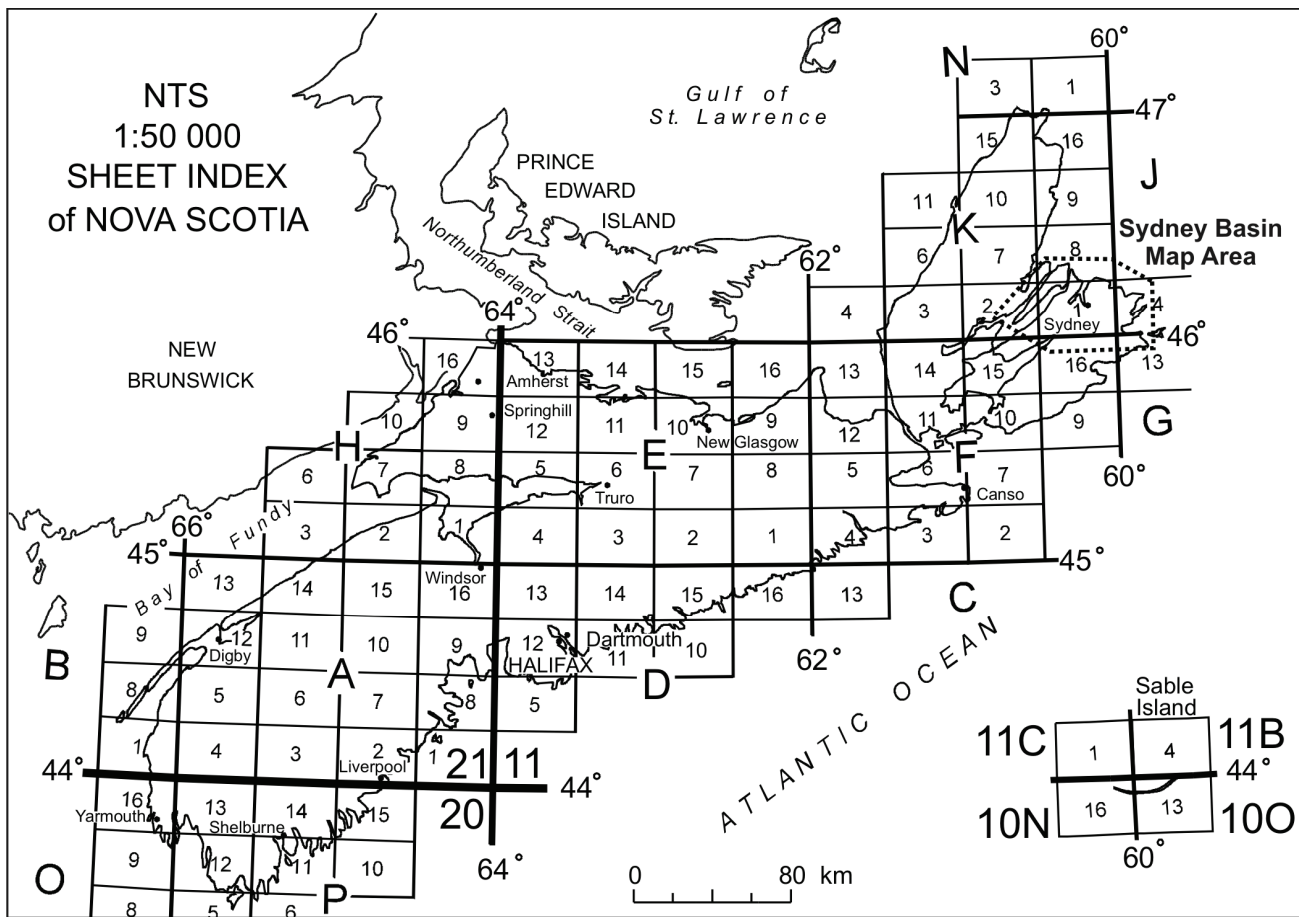 NTS
1:50 000
SHEET INDEX
of NOVA SCOTIA
Gulf of
St. Lawrence
PRINCE
EDWARD
ISLAND
Northumberland Strait
NEW
BRUNSWICK
Bay of Fundy
ATLANTIC OCEAN
Sydney Basin
Map Area
60°
N
3 1
47°
15 16
J
11 10 9
K
6 7 8
62°
4 3 2 1 4
Sydney
64°
46°
46°
16 13 14 15 16 13 14 15 16 13
Amherst
Springhill
10 9 12 11 10 9 12 11 10 9
New Glasgow
G
H
E
F
6 7 8 5 6 7 8 5 6 7
60°
Truro
Canso
66°
3 2 1 4 3 2 1 4 3 2
45°
45°
Windsor
13 14 15 16 13 14 15 16 13
C
9 12 11 10 9 12 11 10
Digby
Dartmouth
HALIFAX
62°
B
A
D
8 5 6 7 8 5
1 4 3 2 1
21 11
Liverpool
44°
44°
20
16 13 14 15
Yarmouth
Shelburne
64°
9 12 11 10
O
P
8 5 6
0 80 km
Sable
Island
11C 1 4 11B
44°
10N 16 13 10O
60°